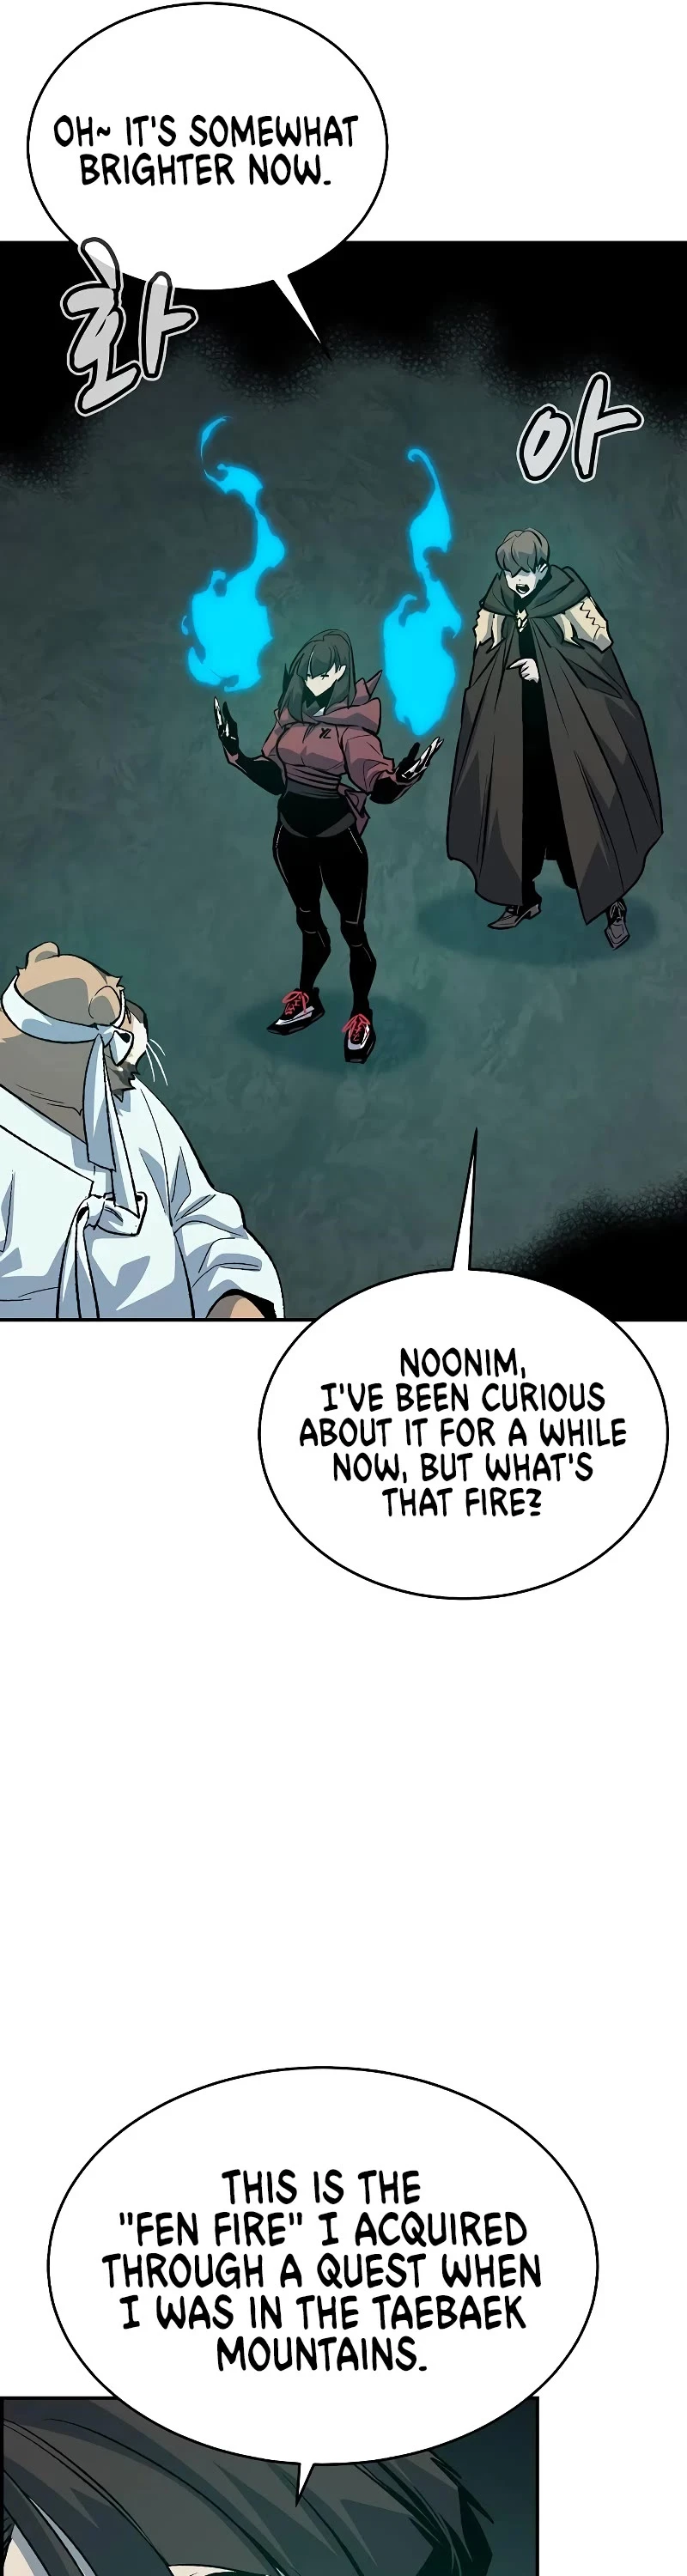 OH~ IT'S SOMEWHAT
BRIGHTER NOW.
화
아
YL
NOONIM,
I'VE BEEN CURIOUS
ABOUT IT FOR A WHILE
NOW, BUT WHAT'S
THAT FIRE?
THIS IS THE
"FEN FIRE" I ACQUIRED
THROUGH A QUEST WHEN
I WAS IN THE TAEBAEK
MOUNTAINS.